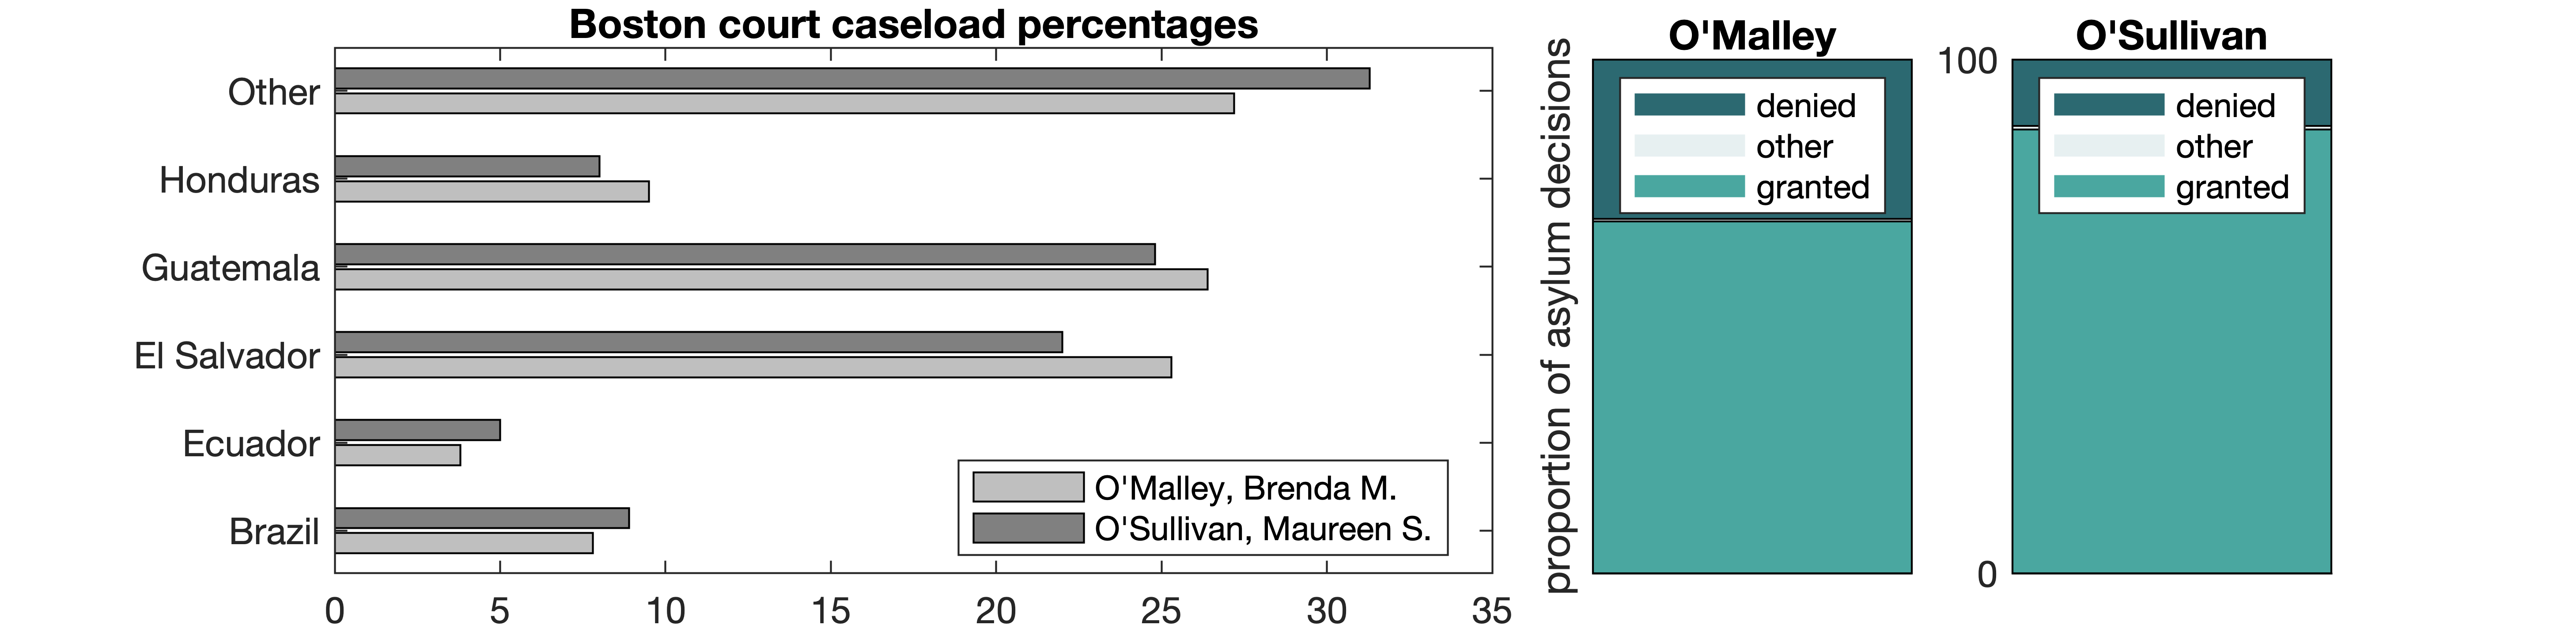 Boston court caseload percentages
Other
Honduras
Guatemala
El Salvador
Ecuador
Brazil
0 5 10 15 20 25 30 35
O'Malley, Brenda M.
O'Sullivan, Maureen S.
proportion of asylum decisions
O'Malley
denied
other
granted
O'Sullivan
100
0
denied
other
granted